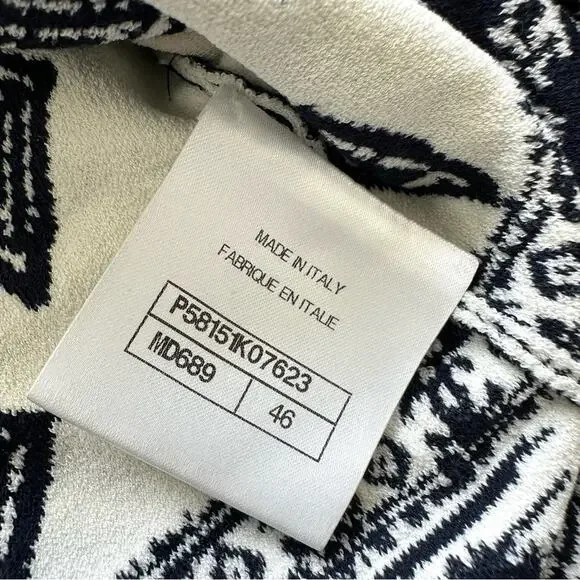 MADE IN ITALY
FABRIQUE EN ITALIE
P58151K07623
MD689 46